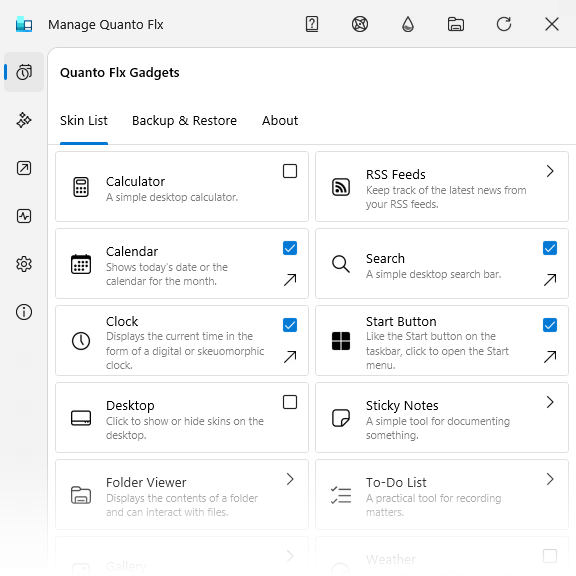 Manage Quanto Flx
Quanto Flx Gadgets
Skin List
Backup & Restore
About
Calculator
A simple desktop calculator.
RSS Feeds
Keep track of the latest news from
your RSS feeds.
Calendar
Shows today's date or the
calendar for the month.
Search
A simple desktop search bar.
Clock
Displays the current time in the
form of a digital or skeuomorphic
clock.
Start Button
Like the Start button on the
taskbar, click to open the Start
menu.
Desktop
Click to show or hide skins on the
desktop.
Sticky Notes
A simple tool for documenting
something.
Folder Viewer
Displays the contents of a folder
and can interact with files.
To-Do List
A practical tool for recording
matters.
Gallery
Weather